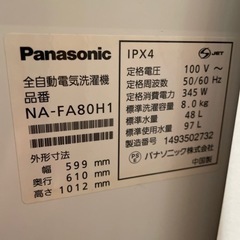 Panasonic
全自動電気洗濯機
品番
NA-FA80H1
外形寸法
幅 599 mm
奥行 610 mm
高さ 1012 mm
IPX4
JET
定格電圧 100 V～
定格周波数 50/60 Hz
定格消費電力 345 W
標準洗濯容量 8.0 kg
標準水量 48 L
標準使用水量 97 L
製造番号 1493502732
PS E パナソニック株式会社
中国製